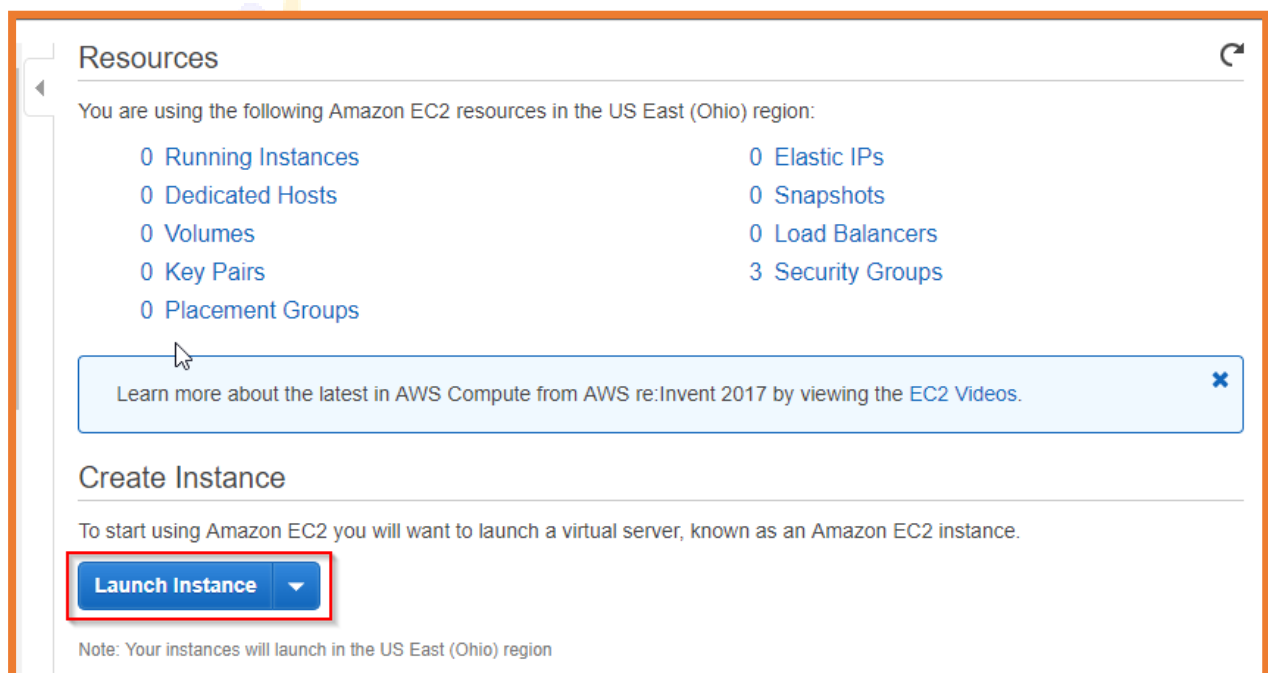 Resources
You are using the following Amazon EC2 resources in the US East (Ohio) region:
0 Running Instances
0 Elastic IPs
0 Dedicated Hosts
0 Snapshots
0 Volumes
0 Load Balancers
0 Key Pairs
3 Security Groups
0 Placement Groups
Learn more about the latest in AWS Compute from AWS re:Invent 2017 by viewing the EC2 Videos.
Create Instance
To start using Amazon EC2 you will want to launch a virtual server, known as an Amazon EC2 instance.
Launch Instance
Note: Your instances will launch in the US East (Ohio) region